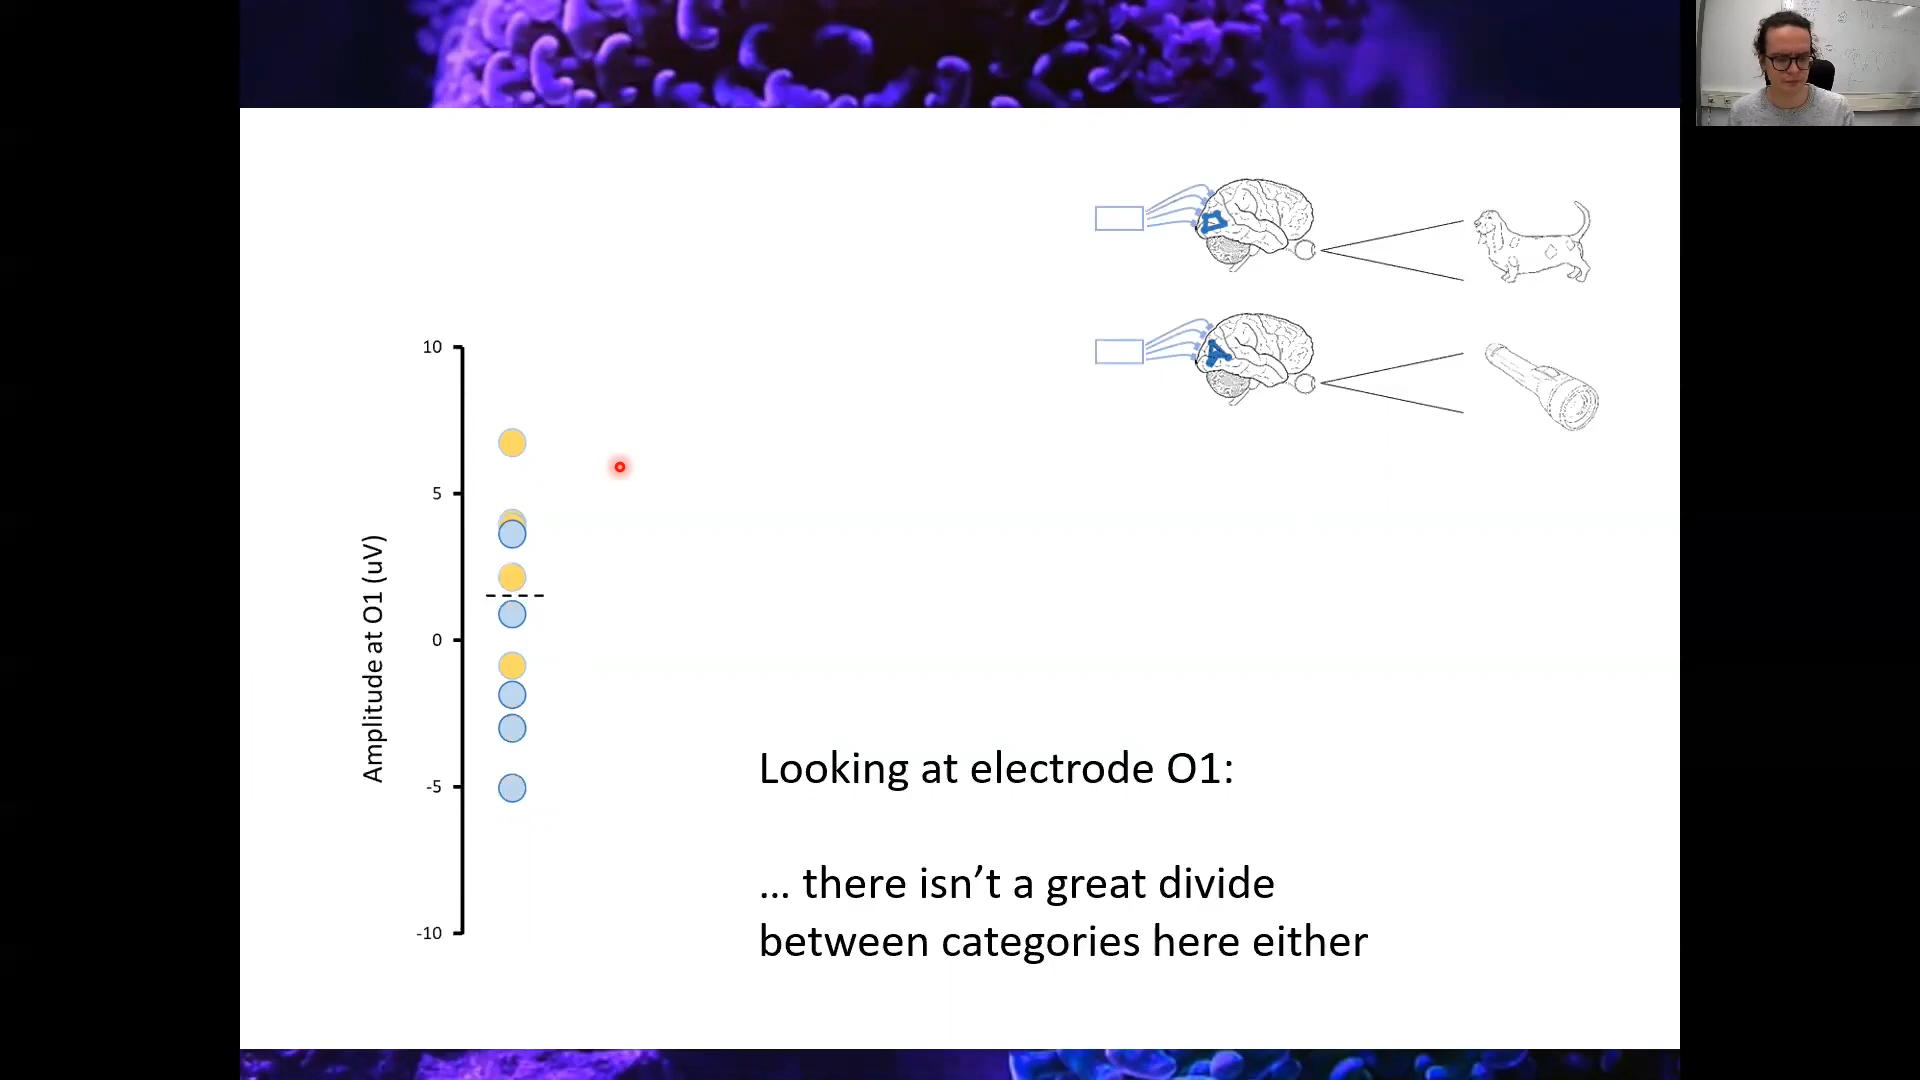 10
5
0
-5
-10
Amplitude at O1 (uV)
Looking at electrode O1:
... there isn’t a great divide
between categories here either